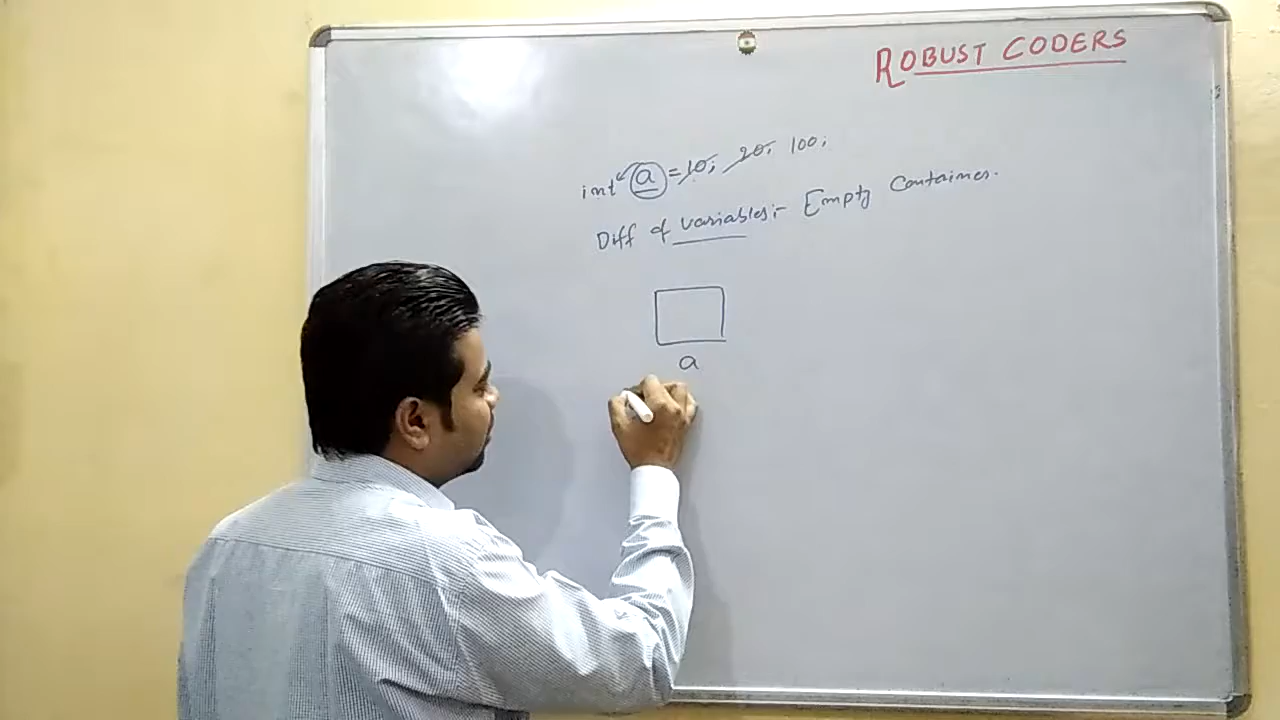 ROBUST CODERS
int a = 10; 20; 100;
Diff of variables:- Empty Container.
a